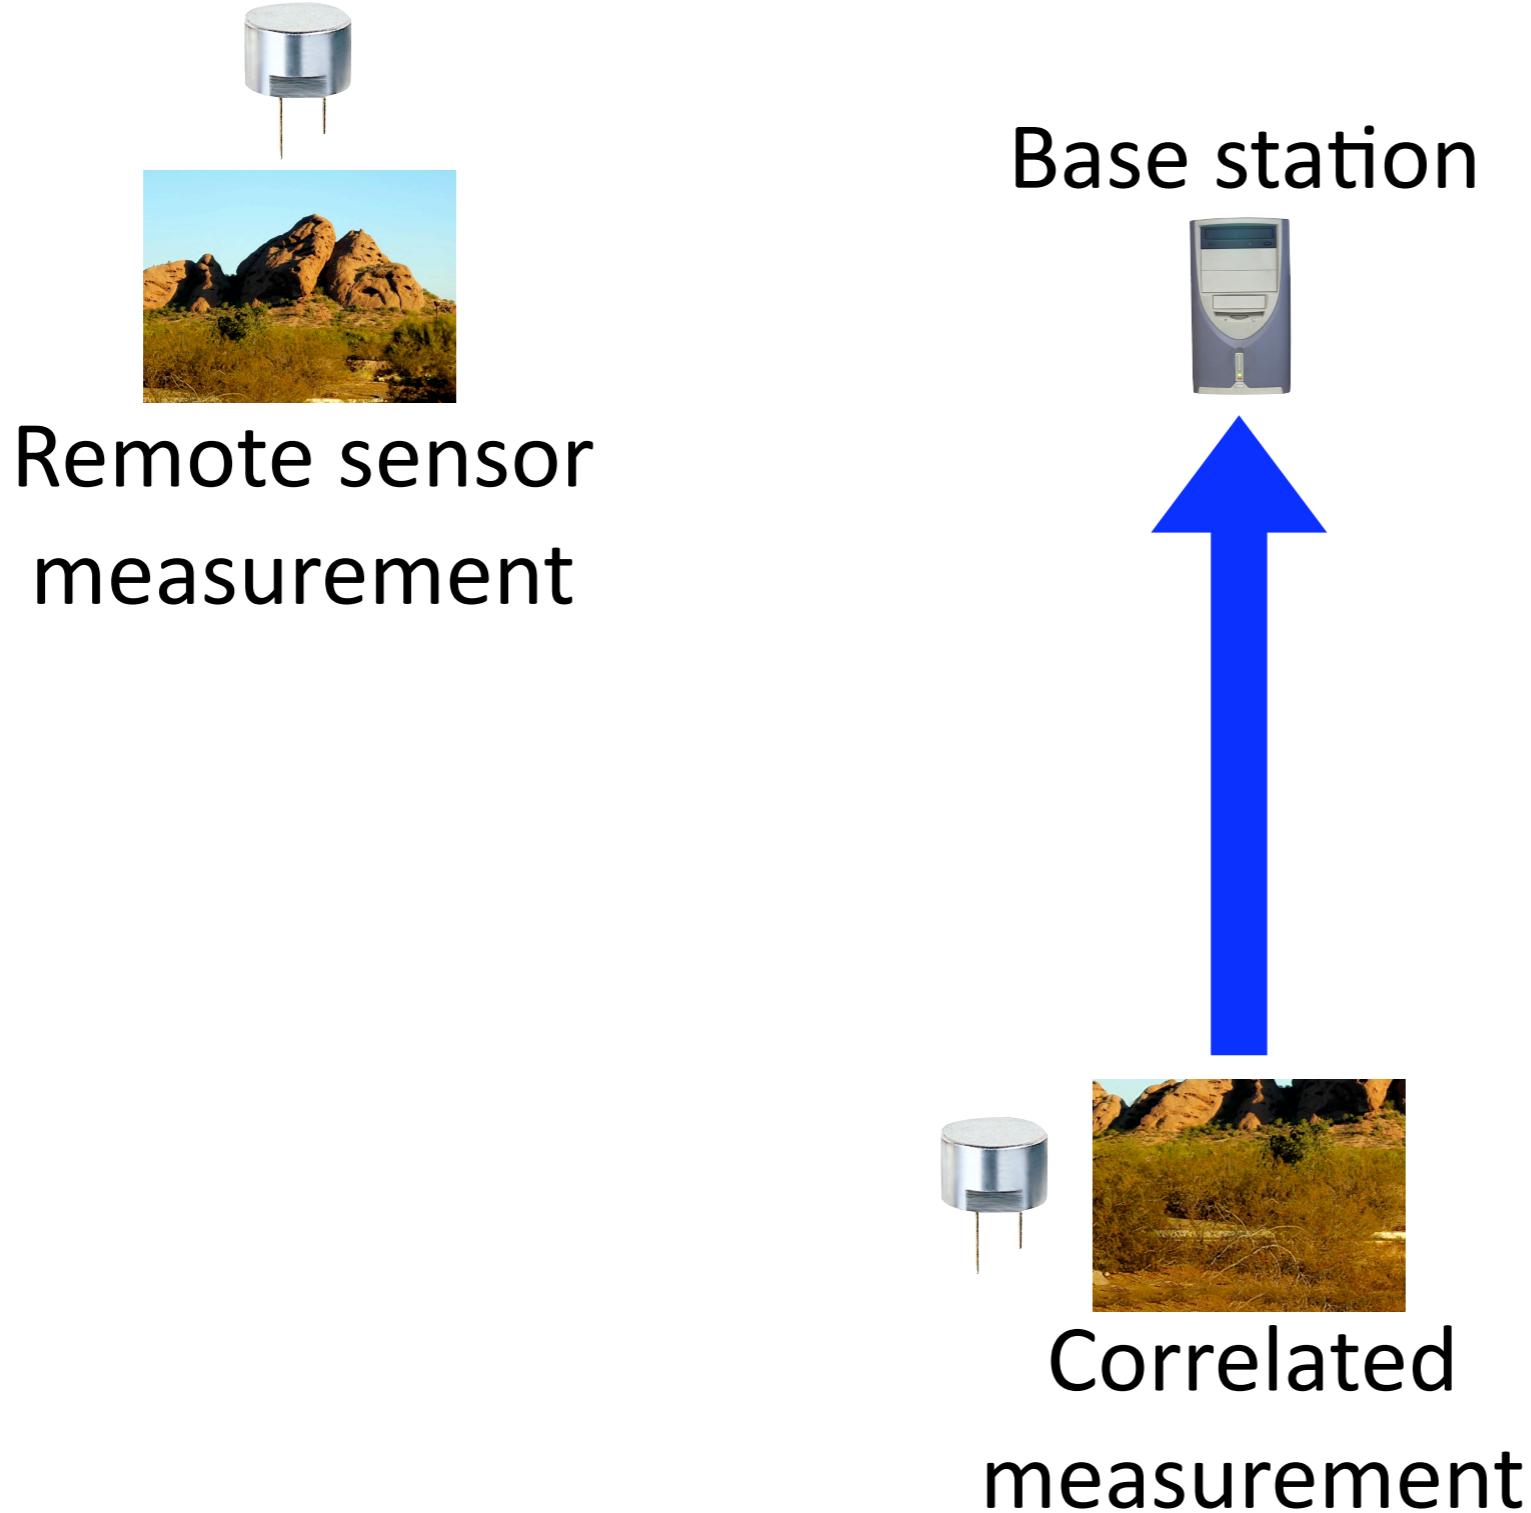 Base station
Remote sensor
measurement
Correlated
measurement